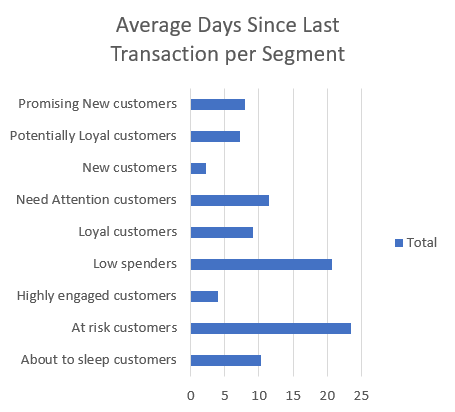 Average Days Since Last
Transaction per Segment
Promising New customers
Potentially Loyal customers
New customers
Need Attention customers
Loyal customers
Low spenders
Highly engaged customers
At risk customers
About to sleep customers
Total
0 5 10 15 20 25